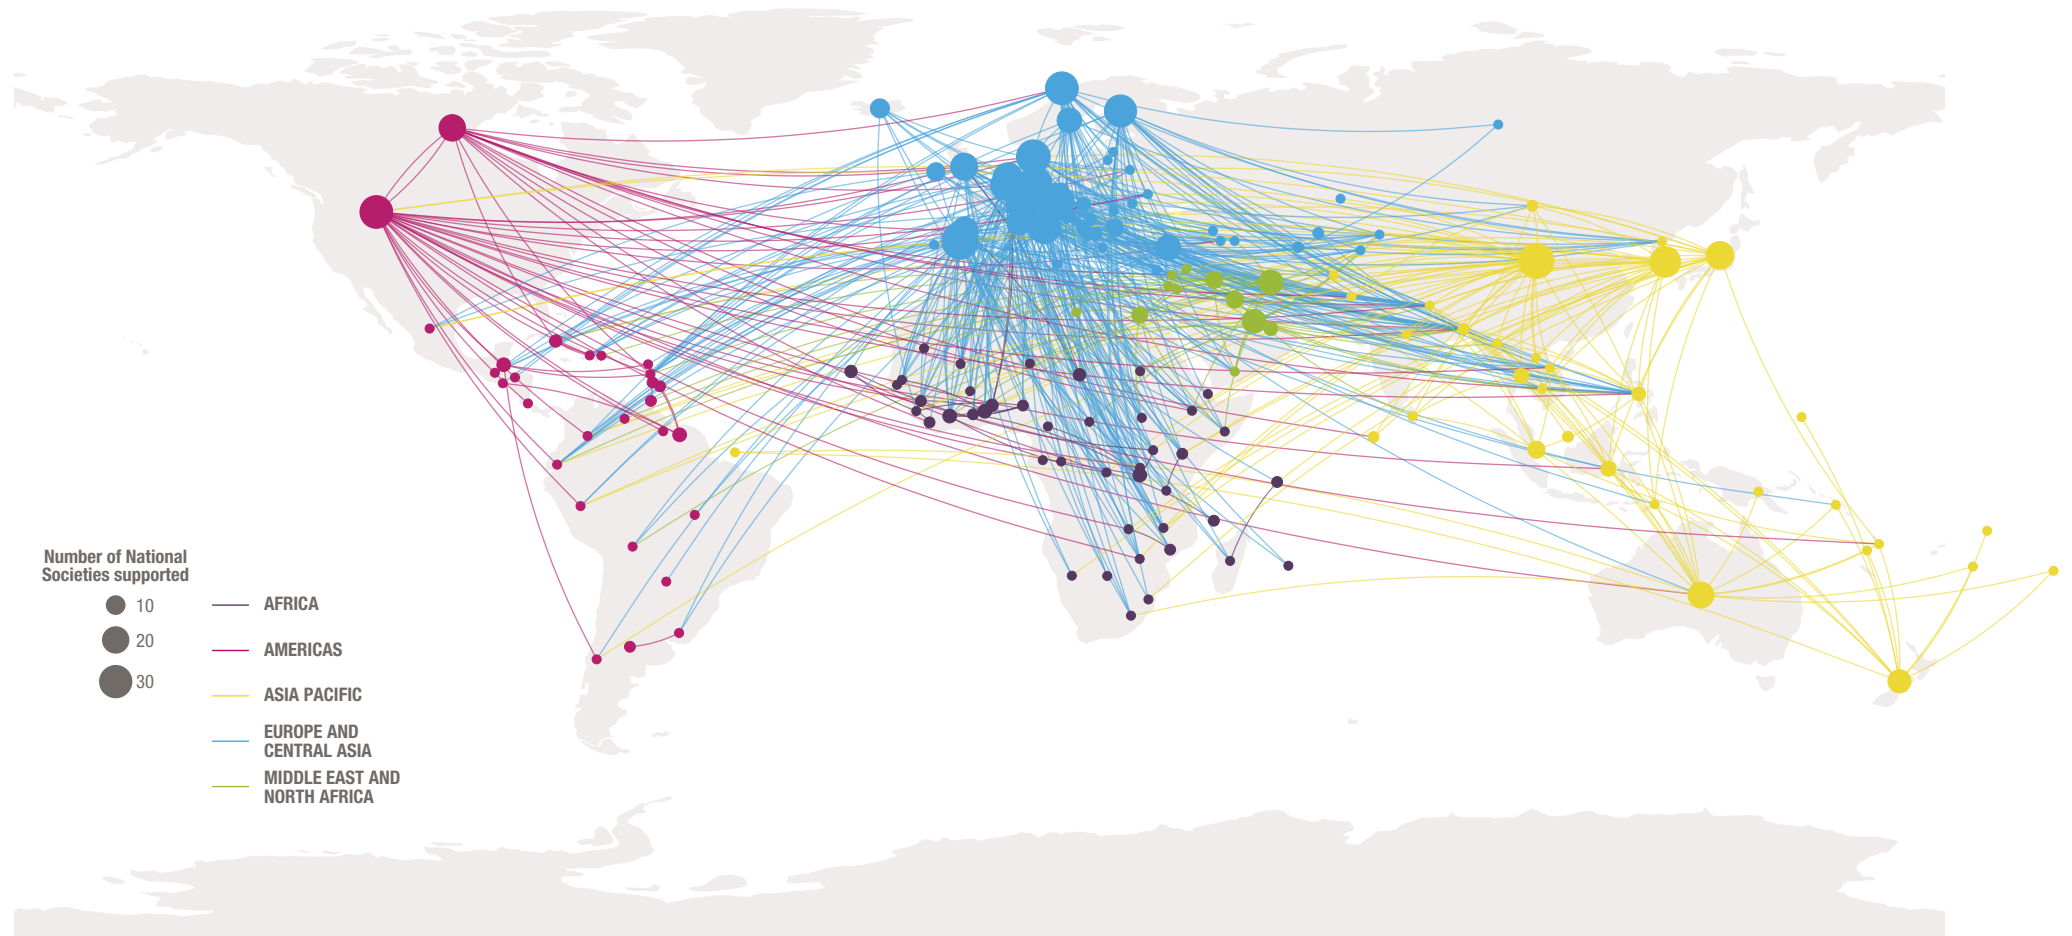 Number of National
Societies supported
10
20
30
AFRICA
AMERICAS
ASIA PACIFIC
EUROPE AND
CENTRAL ASIA
MIDDLE EAST AND
NORTH AFRICA